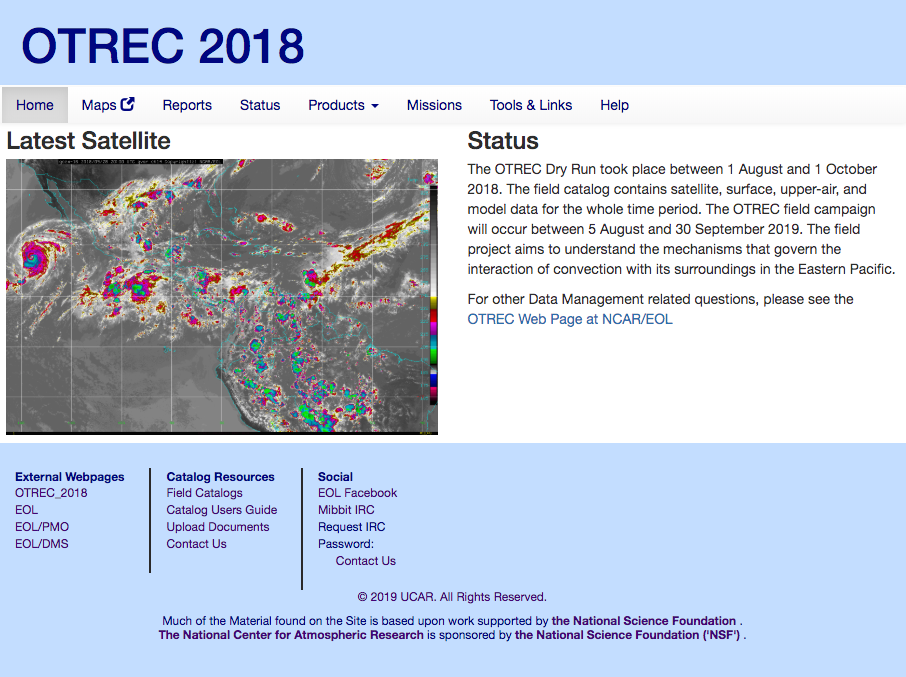 OTREC 2018
Home Maps Reports Status Products Missions Tools & Links Help
Latest Satellite
Status
The OTREC Dry Run took place between 1 August and 1 October
2018. The field catalog contains satellite, surface, upper-air, and
model data for the whole time period. The OTREC field campaign
will occur between 5 August and 30 September 2019. The field
project aims to understand the mechanisms that govern the
interaction of convection with its surroundings in the Eastern Pacific.
For other Data Management related questions, please see the
OTREC Web Page at NCAR/EOL
External Webpages
OTREC_2018
EOL
EOL/PMO
EOL/DMS
Catalog Resources
Field Catalogs
Catalog Users Guide
Upload Documents
Contact Us
Social
EOL Facebook
Mibbit IRC
Request IRC
Password:
Contact Us
© 2019 UCAR. All Rights Reserved.
Much of the Material found on the Site is based upon work supported by the National Science Foundation .
The National Center for Atmospheric Research is sponsored by the National Science Foundation ('NSF') .